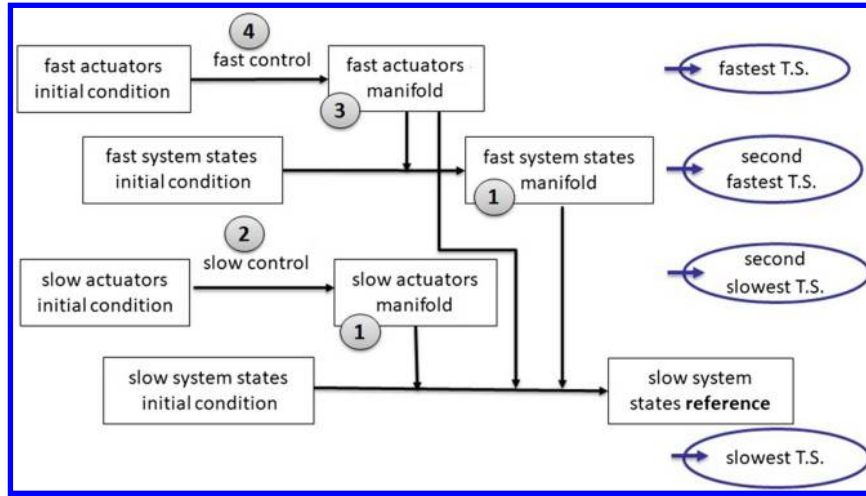 4
fast actuators
initial condition
fast control
fast actuators
manifold
3
fastest T.S.
fast system states
initial condition
fast system states
manifold
1
second
fastest T.S.
2
slow control
slow actuators
initial condition
slow actuators
manifold
1
second
slowest T.S.
slow system states
initial condition
slow system
states reference
slowest T.S.